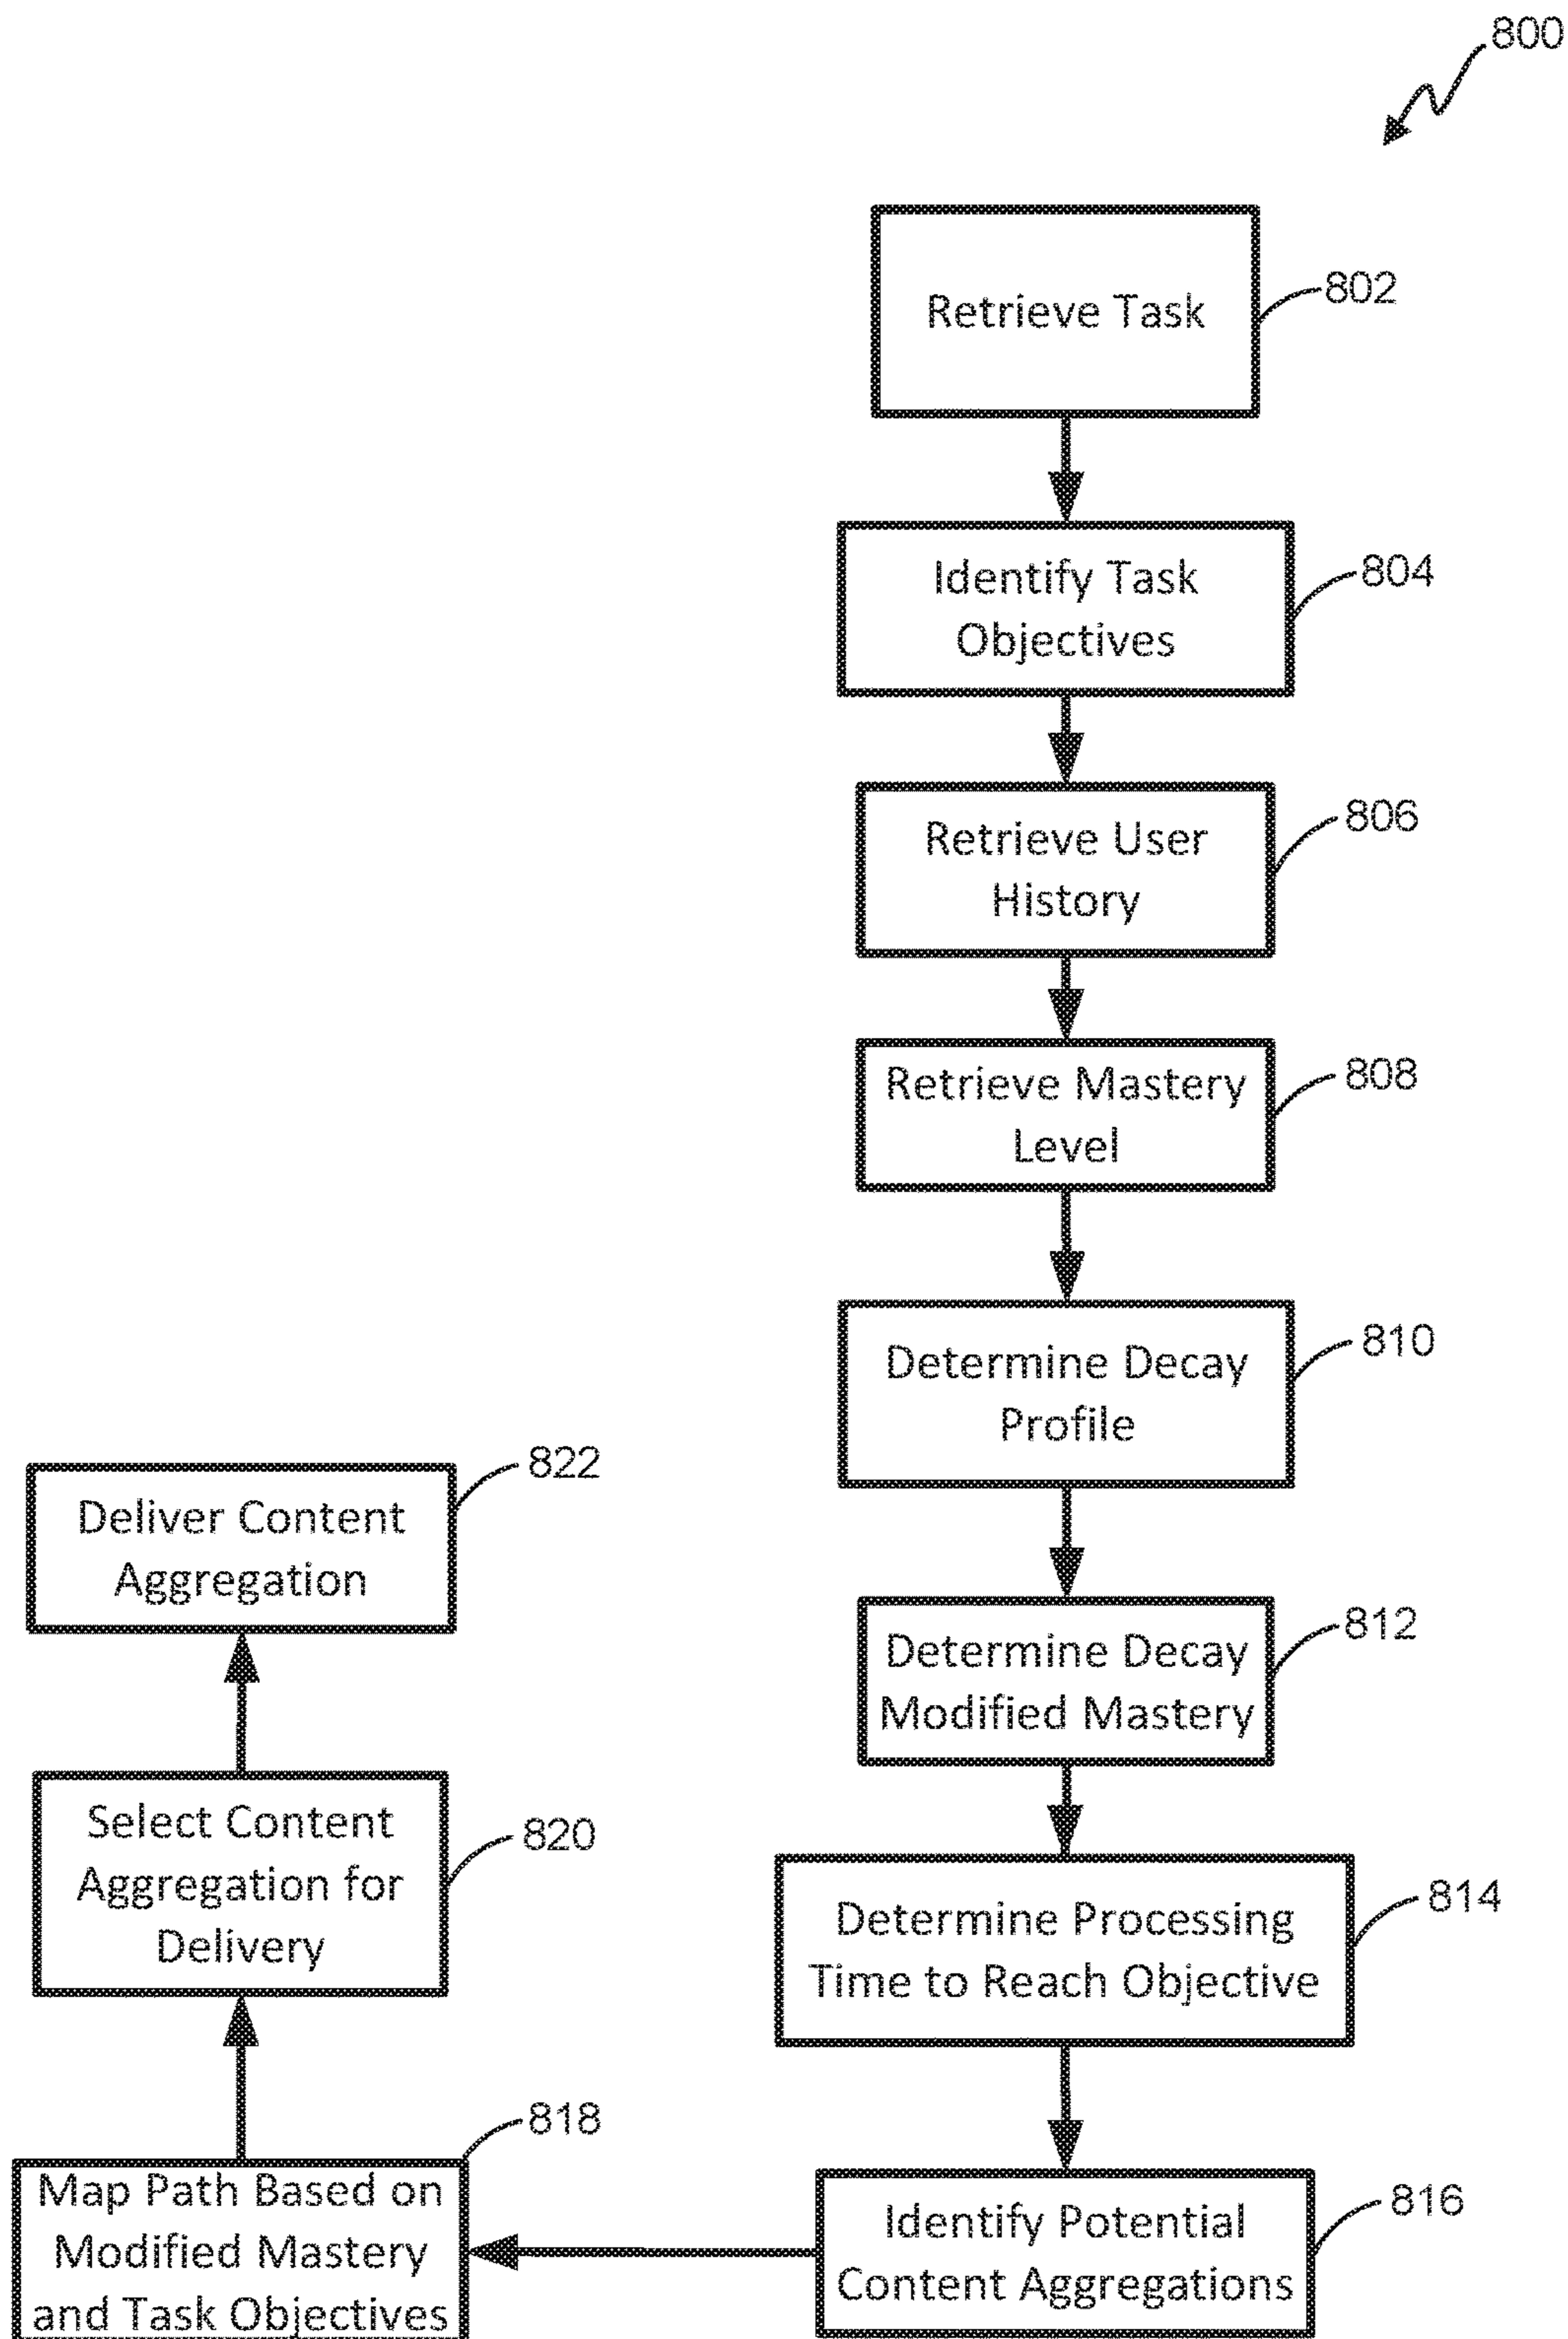 800
Retrieve Task
802
Identify Task
Objectives
804
Retrieve User
History
806
Retrieve Mastery
Level
808
Determine Decay
Profile
810
Determine Decay
Modified Mastery
812
Determine Processing
Time to Reach Objective
814
Identify Potential
Content Aggregations
816
Map Path Based on
Modified Mastery
and Task Objectives
818
Select Content
Aggregation for
Delivery
820
Deliver Content
Aggregation
822